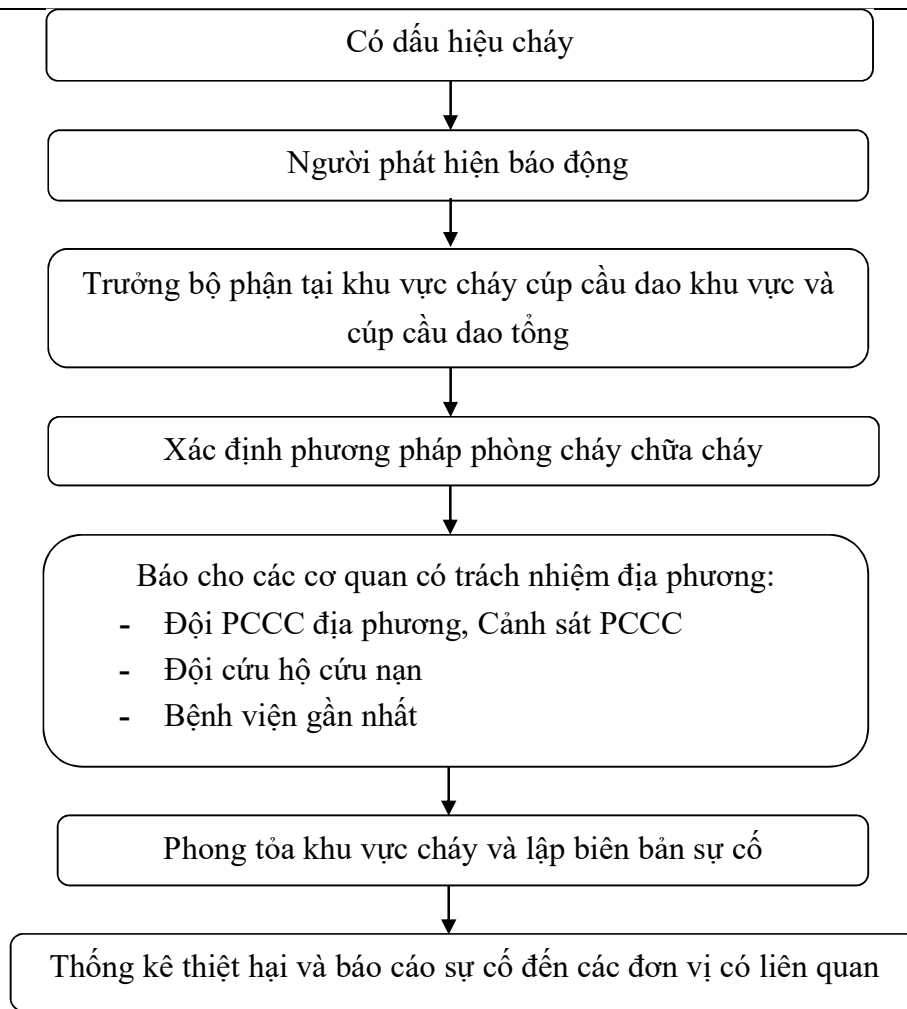 Có dấu hiệu cháy
Người phát hiện báo động
Trưởng bộ phận tại khu vực cháy cúp cầu dao khu vực và
cúp cầu dao tổng
Xác định phương pháp phòng cháy chữa cháy
Báo cho các cơ quan có trách nhiệm địa phương:
- Đội PCCC địa phương, Cảnh sát PCCC
- Đội cứu hộ cứu nạn
- Bệnh viện gần nhất
Phong tỏa khu vực cháy và lập biên bản sự cố
Thống kê thiệt hại và báo cáo sự cố đến các đơn vị có liên quan